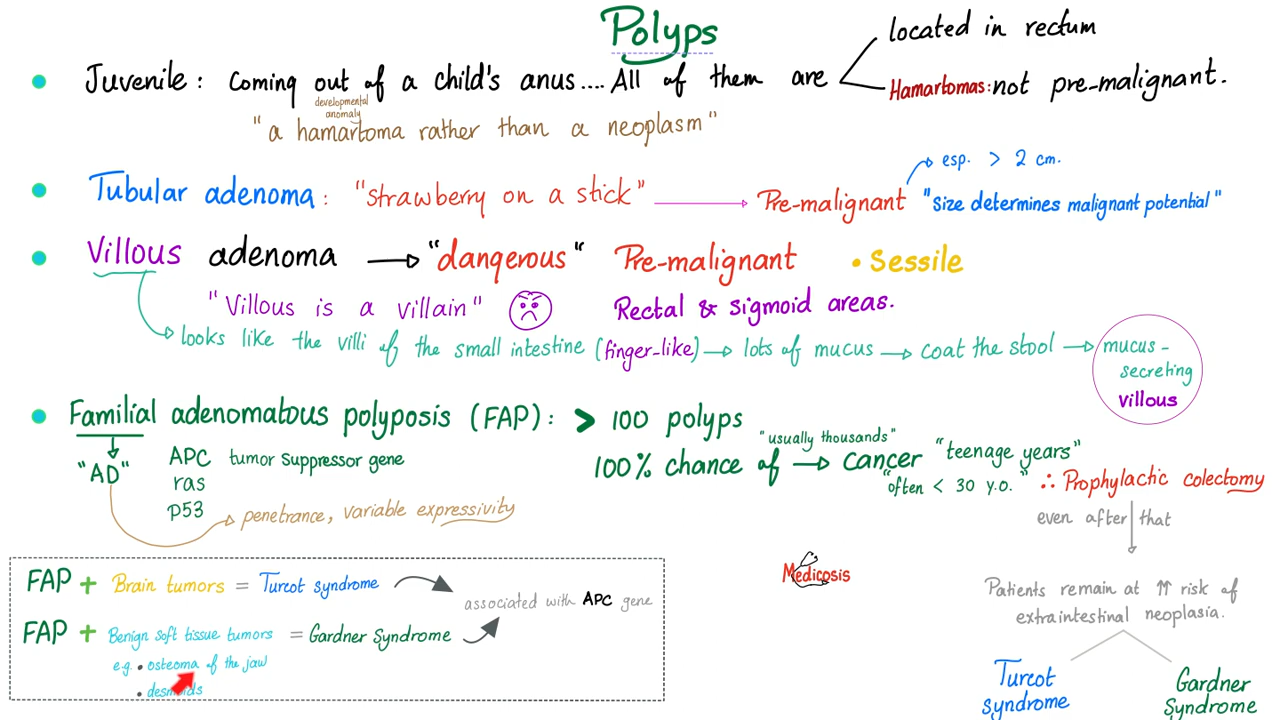 Polyps
Juvenile: Coming out of a child's anus.... All of them are
located in rectum
Hamartomas: not pre-malignant.
developmental
anomaly
"a hamartoma rather than a neoplasm"
Tubular adenoma: "strawberry on a stick" Pre-malignant
esp. > 2 cm.
"Size determines malignant potential"
Villous adenoma → "dangerous" Pre-malignant • Sessile
"Villous is a villain" Rectal & sigmoid areas.
looks like the villi of the small intestine (finger-like) → lots of mucus → coat the stool → mucus-
secreting
villous
Familial adenomatous polyposis (FAP): > 100 polyps
"usually thousands"
100% chance of → cancer "teenage years"
"often < 30 y.o."
∴ Prophylactic colectomy
"AD"
APC tumor suppressor gene
ras
p53
penetrance, variable expressivity
even after that
Patients remain at ↑↑ risk of
extraintestinal neoplasia.
Turcot
syndrome
Gardner
Syndrome
FAP + Brain tumors = Turcot syndrome
associated with APC gene
FAP + Benign soft tissue tumors = Gardner Syndrome
e.g. • osteoma of the jaw
• desmoids
Medicosis